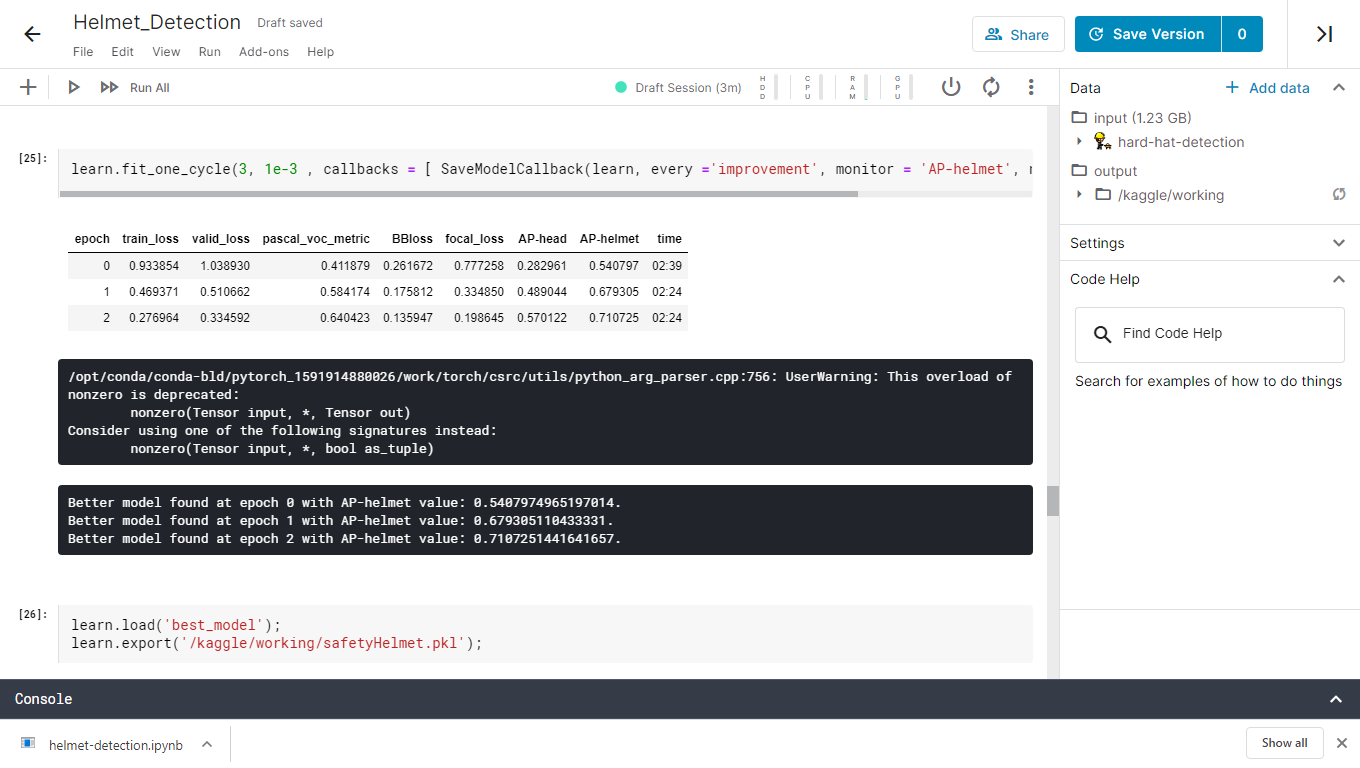 Helmet_Detection Draft saved
File Edit View Run Add-ons Help
Share
Save Version 0
Run All
Draft Session (3m)
HDD
CPU
RAM
GPU
[25]:
learn.fit_one_cycle(3, 1e-3 , callbacks = [ SaveModelCallback(learn, every ='improvement', monitor = 'AP-helmet',
epoch train_loss valid_loss pascal_voc_metric BBloss focal_loss AP-head AP-helmet time
0 0.933854 1.038930 0.411879 0.261672 0.777258 0.282961 0.540797 02:39
1 0.469371 0.510662 0.584174 0.175812 0.334850 0.489044 0.679305 02:24
2 0.276964 0.334592 0.640423 0.135947 0.198645 0.570122 0.710725 02:24
/opt/conda/conda-bld/pytorch_1591914880026/work/torch/csrc/utils/python_arg_parser.cpp:756: UserWarning: This overload of
nonzero is deprecated:
nonzero(Tensor input, *, Tensor out)
Consider using one of the following signatures instead:
nonzero(Tensor input, *, bool as_tuple)
Better model found at epoch 0 with AP-helmet value: 0.5407974965197014.
Better model found at epoch 1 with AP-helmet value: 0.679305110433331.
Better model found at epoch 2 with AP-helmet value: 0.7107251441641657.
[26]:
learn.load('best_model');
learn.export('/kaggle/working/safetyHelmet.pkl');
Data
Add data
input (1.23 GB)
hard-hat-detection
output
/kaggle/working
Settings
Code Help
Find Code Help
Search for examples of how to do things
Console
helmet-detection.ipynb
Show all